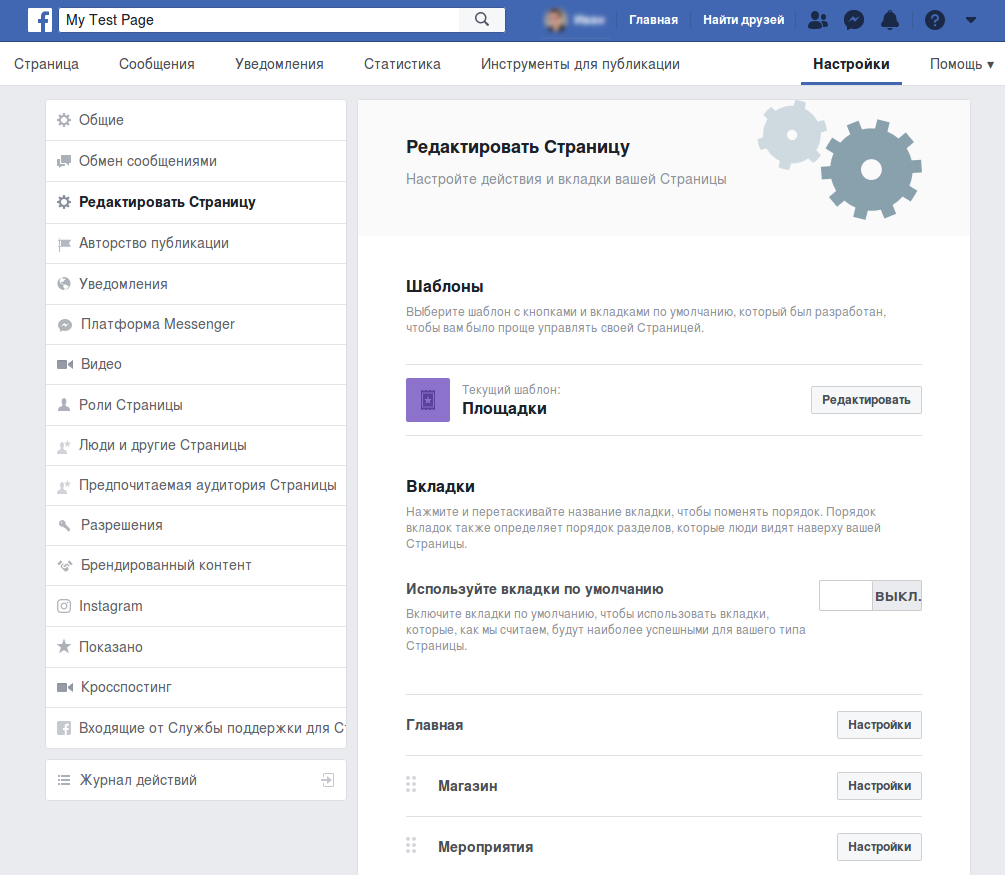 My Test Page
Главная
Найти друзей
Страница
Сообщения
Уведомления
Статистика
Инструменты для публикации
Настройки
Помощь ▾
Общие
Обмен сообщениями
Редактировать Страницу
Авторство публикации
Уведомления
Платформа Messenger
Видео
Роли Страницы
Люди и другие Страницы
Предпочитаемая аудитория Страницы
Разрешения
Брендированный контент
Instagram
Показано
Кросспостинг
Входящие от Службы поддержки для Ст
Журнал действий
Редактировать Страницу
Настройте действия и вкладки вашей Страницы
Шаблоны
ВЫберите шаблон с кнопками и вкладками по умолчанию, который был разработан,
чтобы вам было проще управлять своей Страницей.
Текущий шаблон:
Площадки
Редактировать
Вкладки
Нажмите и перетаскивайте название вкладки, чтобы поменять порядок. Порядок
вкладок также определяет порядок разделов, которые люди видят наверху вашей
Страницы.
Используйте вкладки по умолчанию
ВЫКЛ.
Включите вкладки по умолчанию, чтобы использовать вкладки,
которые, как мы считаем, будут наиболее успешными для вашего типа
Страницы.
Главная
Настройки
Магазин
Настройки
Мероприятия
Настройки